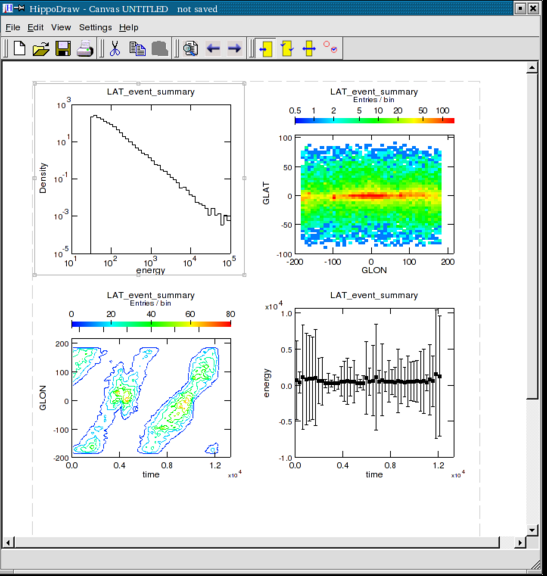 HippoDraw - Canvas UNTITLED not saved
File Edit View Settings Help
LAT_event_summary
10^3
10^1
10^-1
10^-3
10^-5
Density
10^1 10^2 10^3 10^4 10^5
energy
LAT_event_summary
Entries / bin
0.5 1 2 5 10 20 50 100
100
50
0
-50
-100
GLAT
-200 -100 0 100 200
GLON
LAT_event_summary
Entries / bin
0 20 40 60 80
200
100
0
-100
-200
GLON
0.0 0.4 0.8 1.2
x10^4
time
LAT_event_summary
x10^4
1.0
0.5
0.0
-0.5
-1.0
energy
0.0 0.4 0.8 1.2
x10^4
time